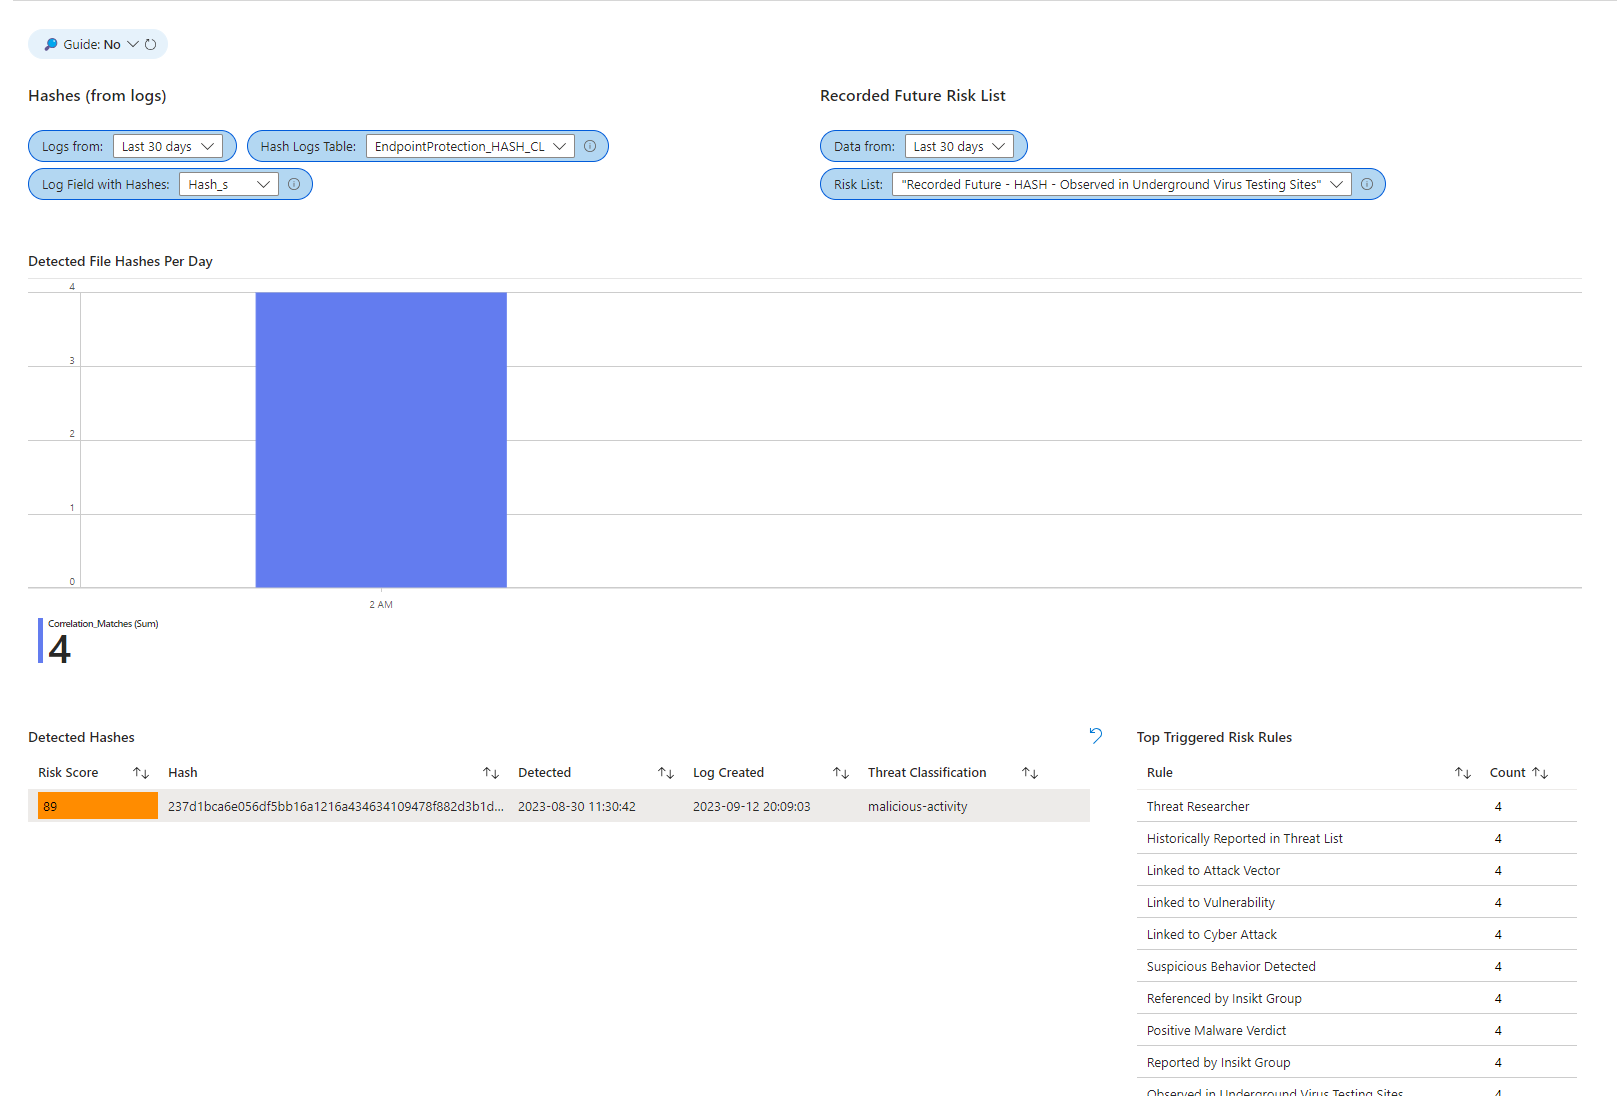 Guide: No
Hashes (from logs)
Recorded Future Risk List
Logs from: Last 30 days
Hash Logs Table: EndpointProtection_HASH_CL
Data from: Last 30 days
Log Field with Hashes: Hash_s
Risk List: "Recorded Future - HASH - Observed in Underground Virus Testing Sites"
Detected File Hashes Per Day
4
3
2
1
0
2 AM
Correlation_Matches (Sum)
4
Detected Hashes
Risk Score Hash Detected Log Created Threat Classification
89 237d1bca6e056df5bb16a1216a434634109478f882d3b1d... 2023-08-30 11:30:42 2023-09-12 20:09:03 malicious-activity
Top Triggered Risk Rules
Rule Count
Threat Researcher 4
Historically Reported in Threat List 4
Linked to Attack Vector 4
Linked to Vulnerability 4
Linked to Cyber Attack 4
Suspicious Behavior Detected 4
Referenced by Insikt Group 4
Positive Malware Verdict 4
Reported by Insikt Group 4
Observed in Underground Virus Testing Sites 4